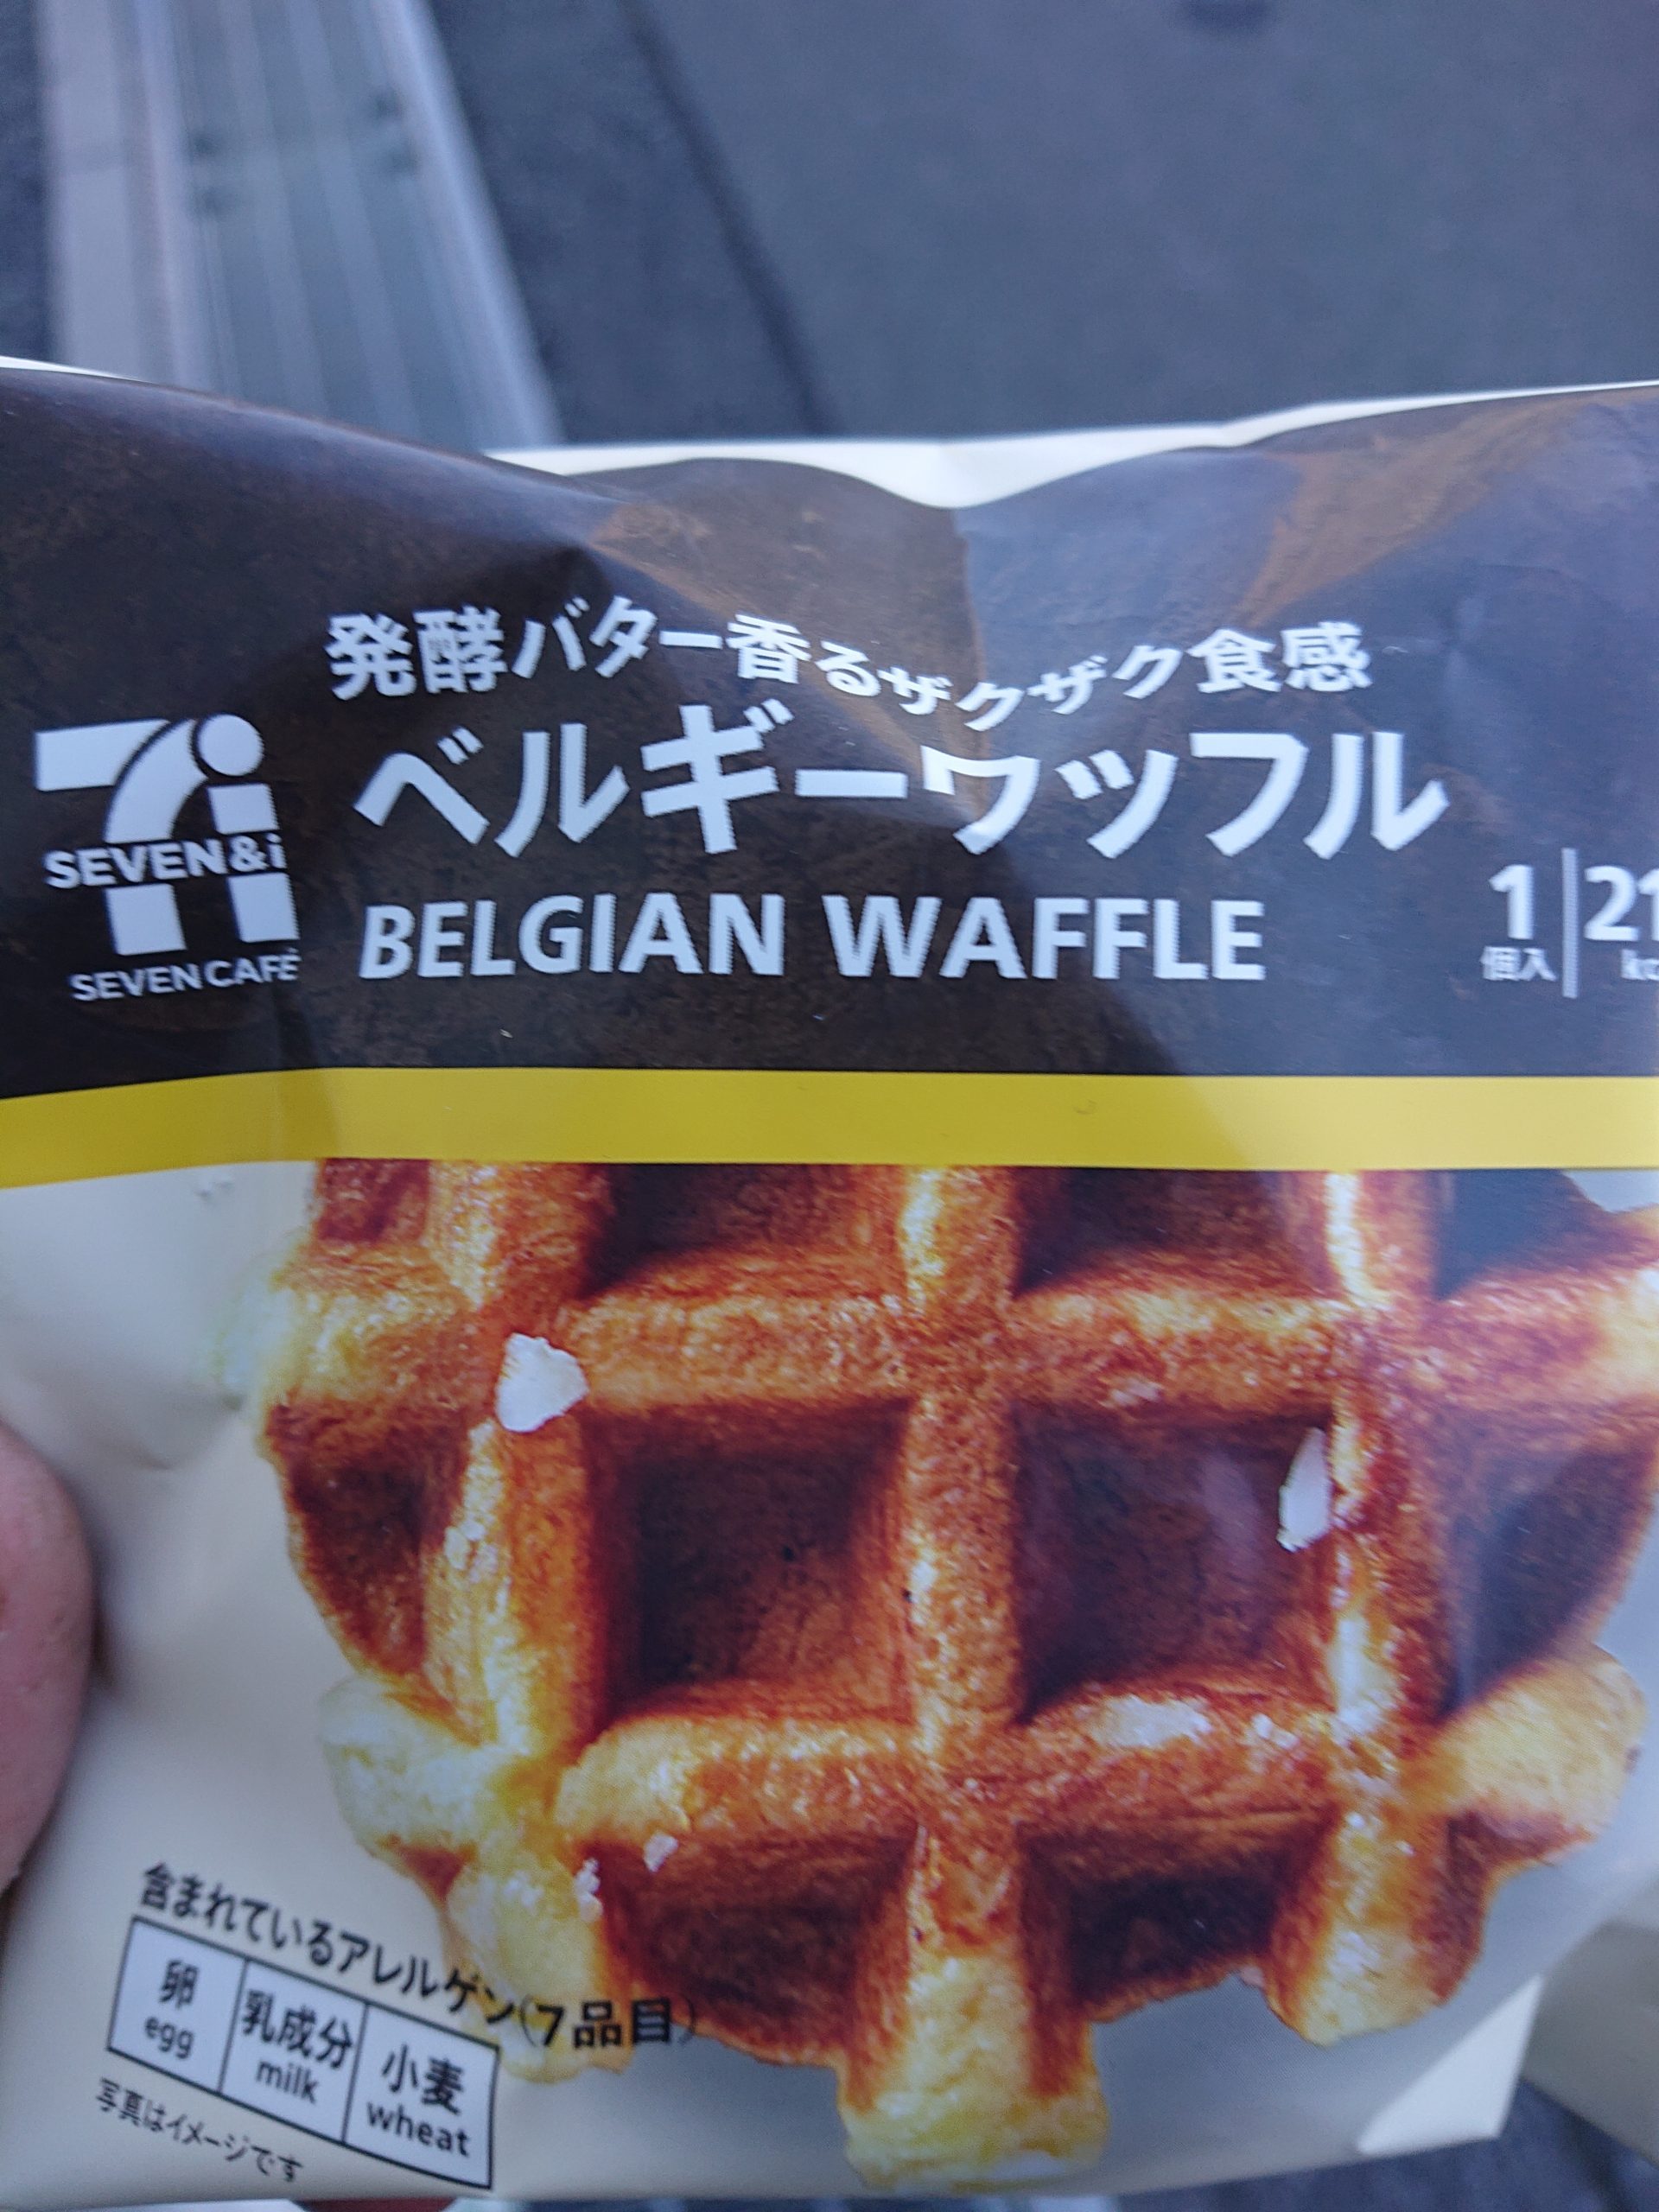 発酵バター香るザクザク食感
ベルギーワッフル
BELGIAN WAFFLE
SEVEN&i
SEVEN CAFÉ
1
個入
含まれているアレルゲン(7品目)
卵
egg
乳成分
milk
小麦
wheat
写真はイメージです